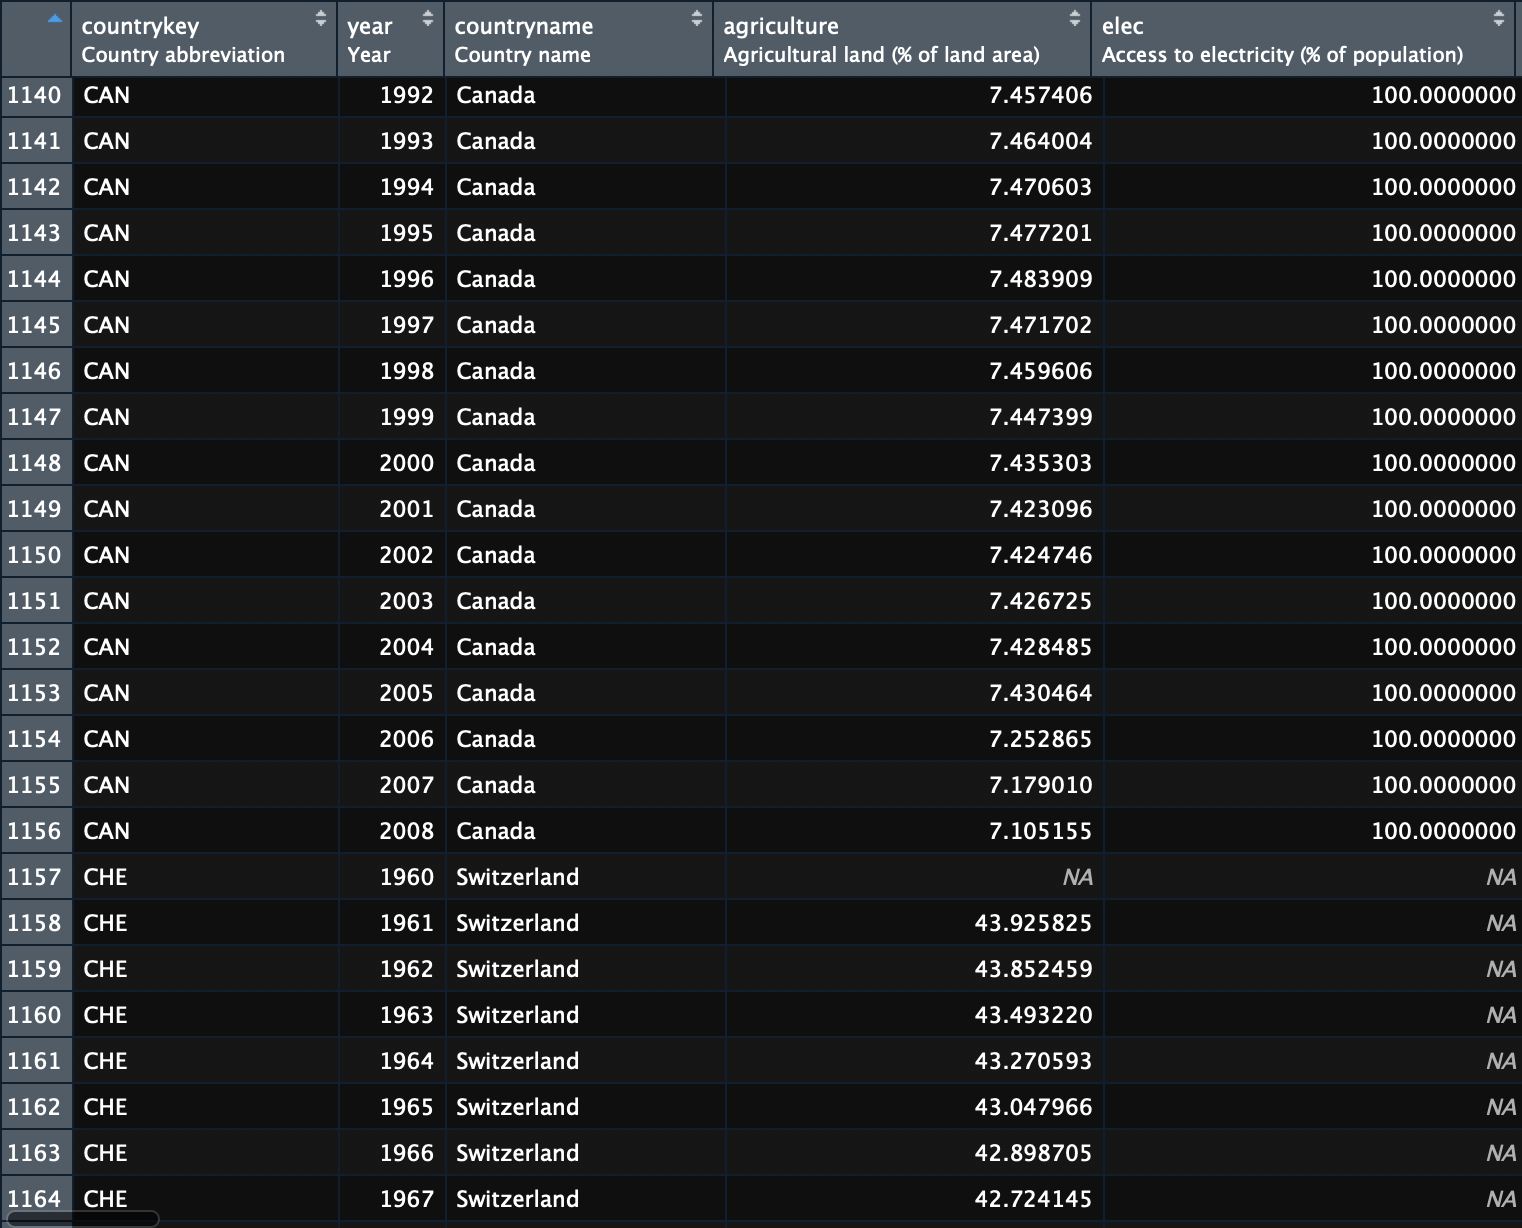 countrykey year countryname agriculture elec
Country abbreviation Year Country name Agricultural land (% of land area) Access to electricity (% of population)
1140 CAN 1992 Canada 7.457406 100.0000000
1141 CAN 1993 Canada 7.464004 100.0000000
1142 CAN 1994 Canada 7.470603 100.0000000
1143 CAN 1995 Canada 7.477201 100.0000000
1144 CAN 1996 Canada 7.483909 100.0000000
1145 CAN 1997 Canada 7.471702 100.0000000
1146 CAN 1998 Canada 7.459606 100.0000000
1147 CAN 1999 Canada 7.447399 100.0000000
1148 CAN 2000 Canada 7.435303 100.0000000
1149 CAN 2001 Canada 7.423096 100.0000000
1150 CAN 2002 Canada 7.424746 100.0000000
1151 CAN 2003 Canada 7.426725 100.0000000
1152 CAN 2004 Canada 7.428485 100.0000000
1153 CAN 2005 Canada 7.430464 100.0000000
1154 CAN 2006 Canada 7.252865 100.0000000
1155 CAN 2007 Canada 7.179010 100.0000000
1156 CAN 2008 Canada 7.105155 100.0000000
1157 CHE 1960 Switzerland NA NA
1158 CHE 1961 Switzerland 43.925825 NA
1159 CHE 1962 Switzerland 43.852459 NA
1160 CHE 1963 Switzerland 43.493220 NA
1161 CHE 1964 Switzerland 43.270593 NA
1162 CHE 1965 Switzerland 43.047966 NA
1163 CHE 1966 Switzerland 42.898705 NA
1164 CHE 1967 Switzerland 42.724145 NA